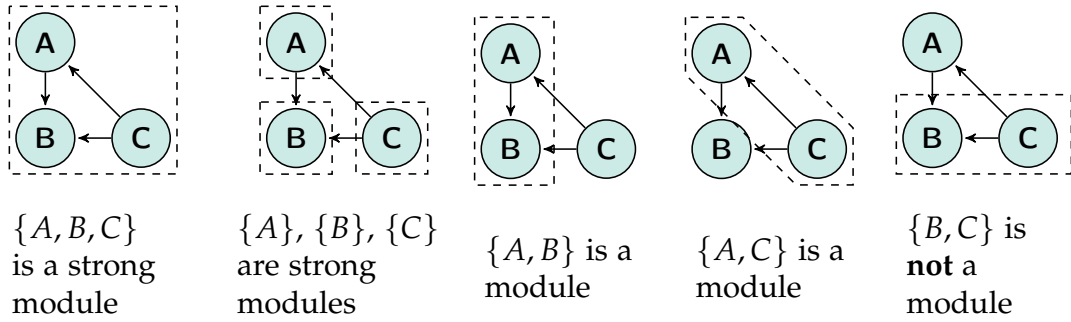 A
B
C
{A, B, C}
is a strong
module
A
B
C
{A}, {B}, {C}
are strong
modules
A
B
C
{A, B} is a
module
A
B
C
{A, C} is a
module
A
B
C
{B, C} is
not a
module